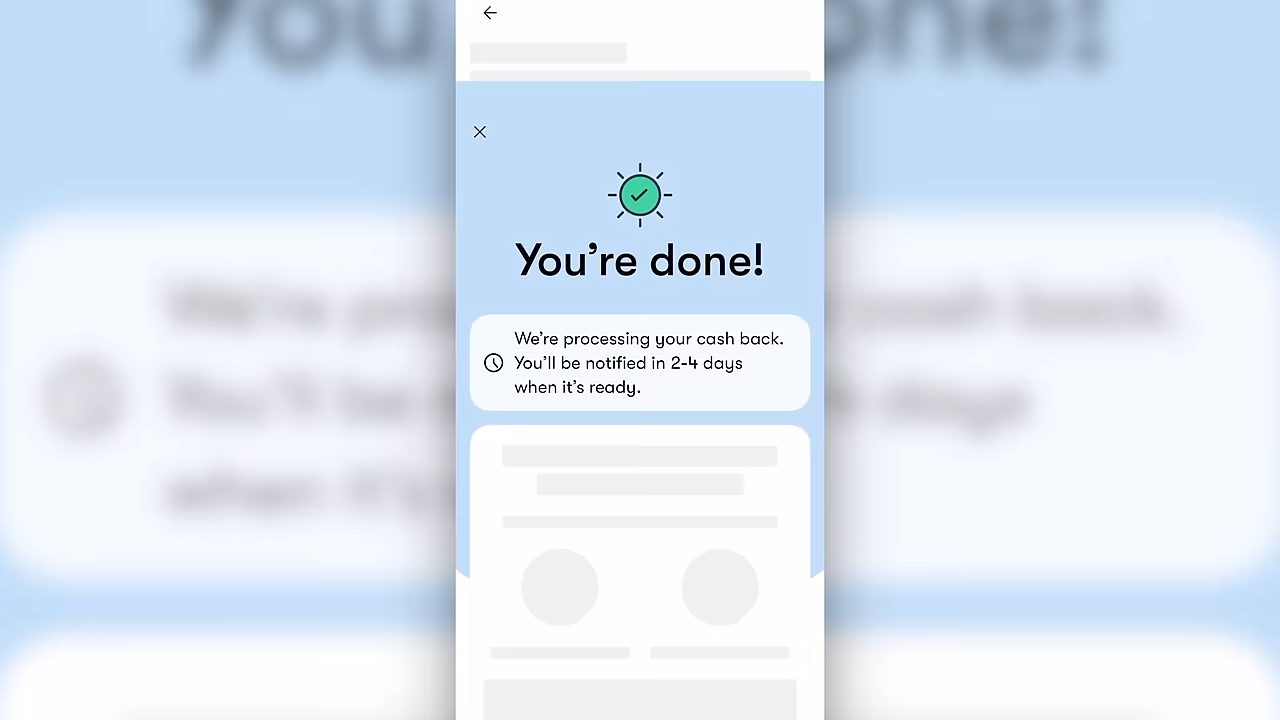 You’re done!
We’re processing your cash back.
You’ll be notified in 2-4 days
when it’s ready.